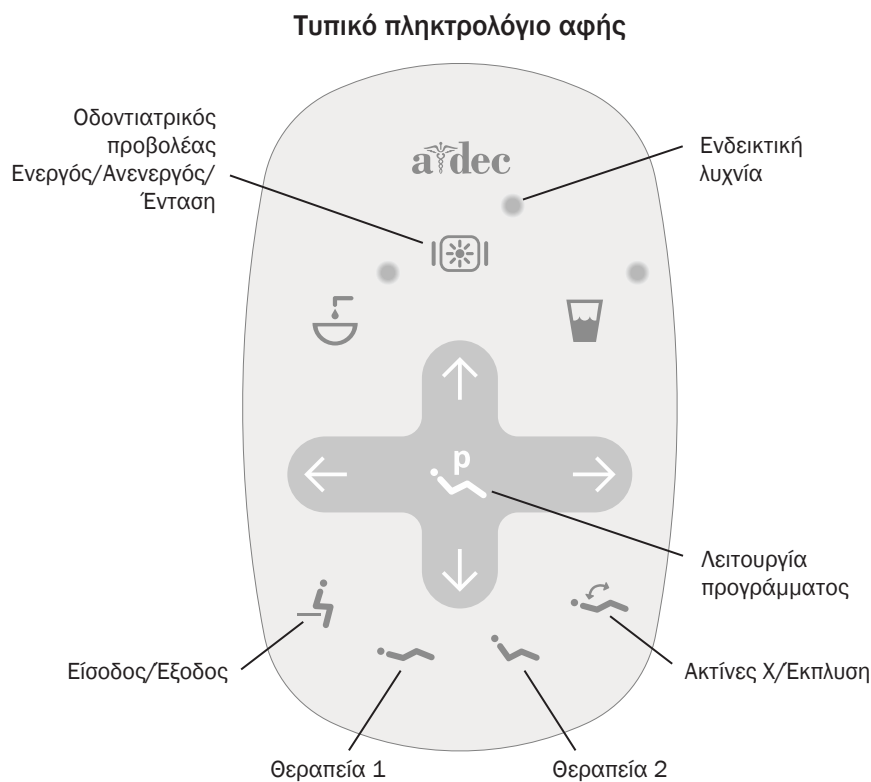 Τυπικό πληκτρολόγιο αφής
Οδοντιατρικός
προβολέας
Ενεργός/Ανενεργός/
Ένταση
a dec
Ενδεικτική
λυχνία
p
Λειτουργία
προγράμματος
Είσοδος/Έξοδος
Ακτίνες Χ/Έκπλυση
Θεραπεία 1
Θεραπεία 2